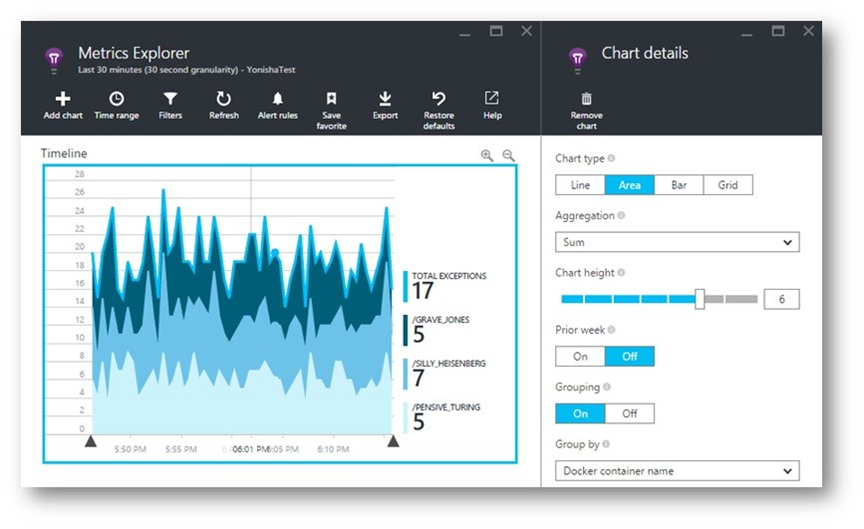 Metrics Explorer
Last 30 minutes (30 second granularity) - YonishaTest
Add chart
Time range
Filters
Refresh
Alert rules
Save favorite
Export
Restore defaults
Help
Timeline
28
26
24
22
20
18
16
14
12
10
8
6
4
2
0
5:50 PM
5:55 PM
06:01 PM
6:05 PM
6:10 PM
TOTAL EXCEPTIONS
17
/GRAVE_JONES
5
/SILLY_HEISENBERG
7
/PENSIVE_TURING
5
Chart details
Remove chart
Chart type
Line Area Bar Grid
Aggregation
Sum
Chart height
6
Prior week
On Off
Grouping
On Off
Group by
Docker container name